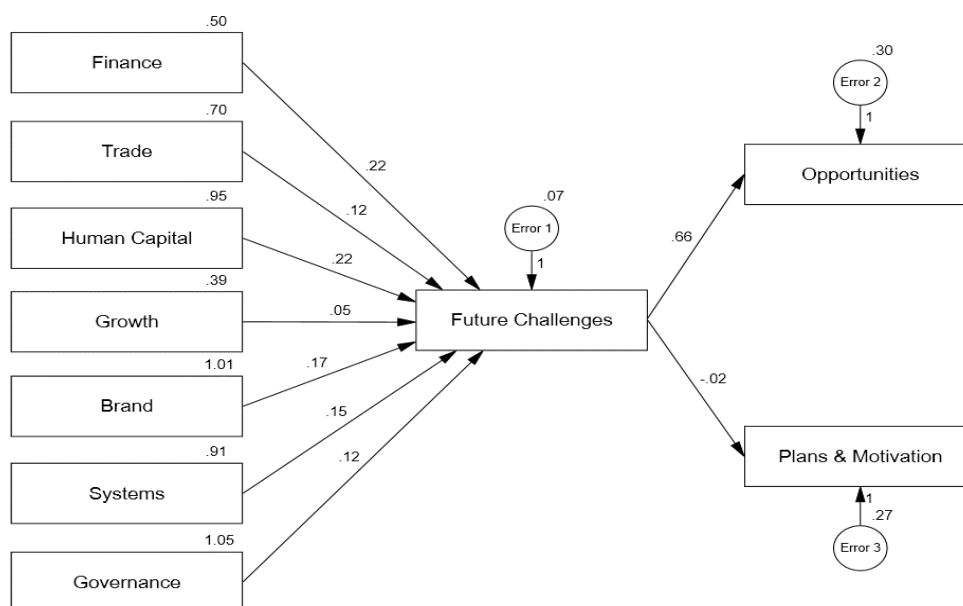 .50
Finance
.70
Trade
.95
Human Capital
.39
Growth
1.01
Brand
.91
Systems
1.05
Governance
.22
.12
.22
.05
.17
.15
.12
.07
Error 1
1
Future Challenges
.66
-.02
.30
Error 2
1
Opportunities
Plans & Motivation
1
.27
Error 3